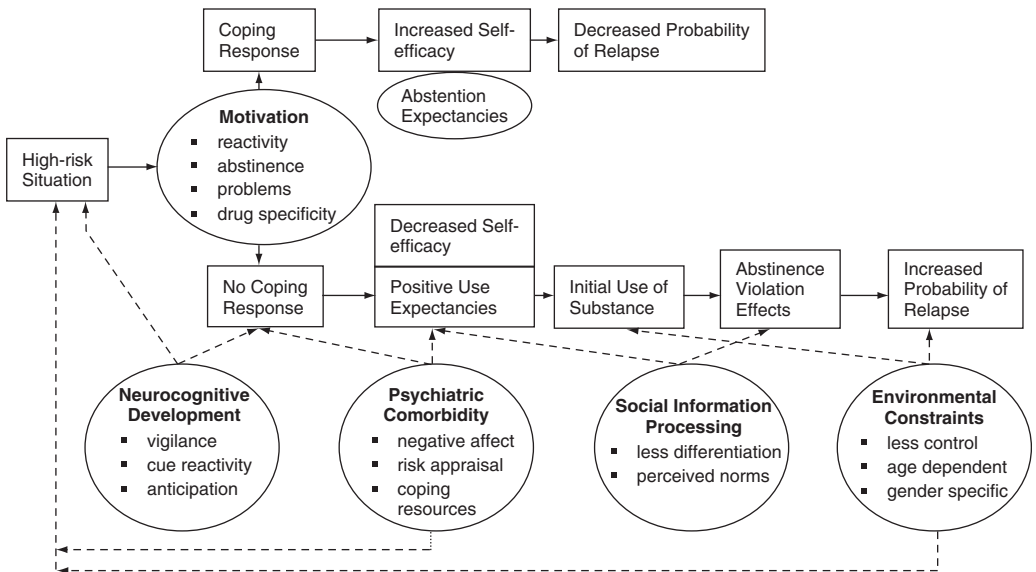 Coping
Response
Increased Self-
efficacy
Decreased Probability
of Relapse
Abstention
Expectancies
Motivation
▪ reactivity
▪ abstinence
▪ problems
▪ drug specificity
High-risk
Situation
Decreased Self-
efficacy
No Coping
Response
Positive Use
Expectancies
Initial Use of
Substance
Abstinence
Violation
Effects
Increased
Probability of
Relapse
Neurocognitive
Development
▪ vigilance
▪ cue reactivity
▪ anticipation
Psychiatric
Comorbidity
▪ negative affect
▪ risk appraisal
▪ coping
resources
Social Information
Processing
▪ less differentiation
▪ perceived norms
Environmental
Constraints
▪ less control
▪ age dependent
▪ gender specific